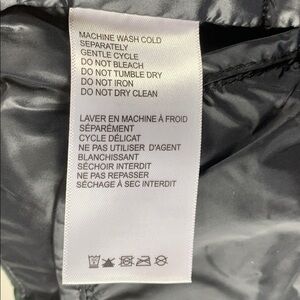 MACHINE WASH COLD
SEPARATELY
GENTLE CYCLE
DO NOT BLEACH
DO NOT TUMBLE DRY
DO NOT IRON
DO NOT DRY CLEAN
LAVER EN MACHINE À FROID
SÉPARÉMENT
CYCLE DÉLICAT
NE PAS UTILISER D'AGENT
BLANCHISSANT
SÉCHOIR INTERDIT
NE PAS REPASSER
SÉCHAGE À SEC INTERDIT